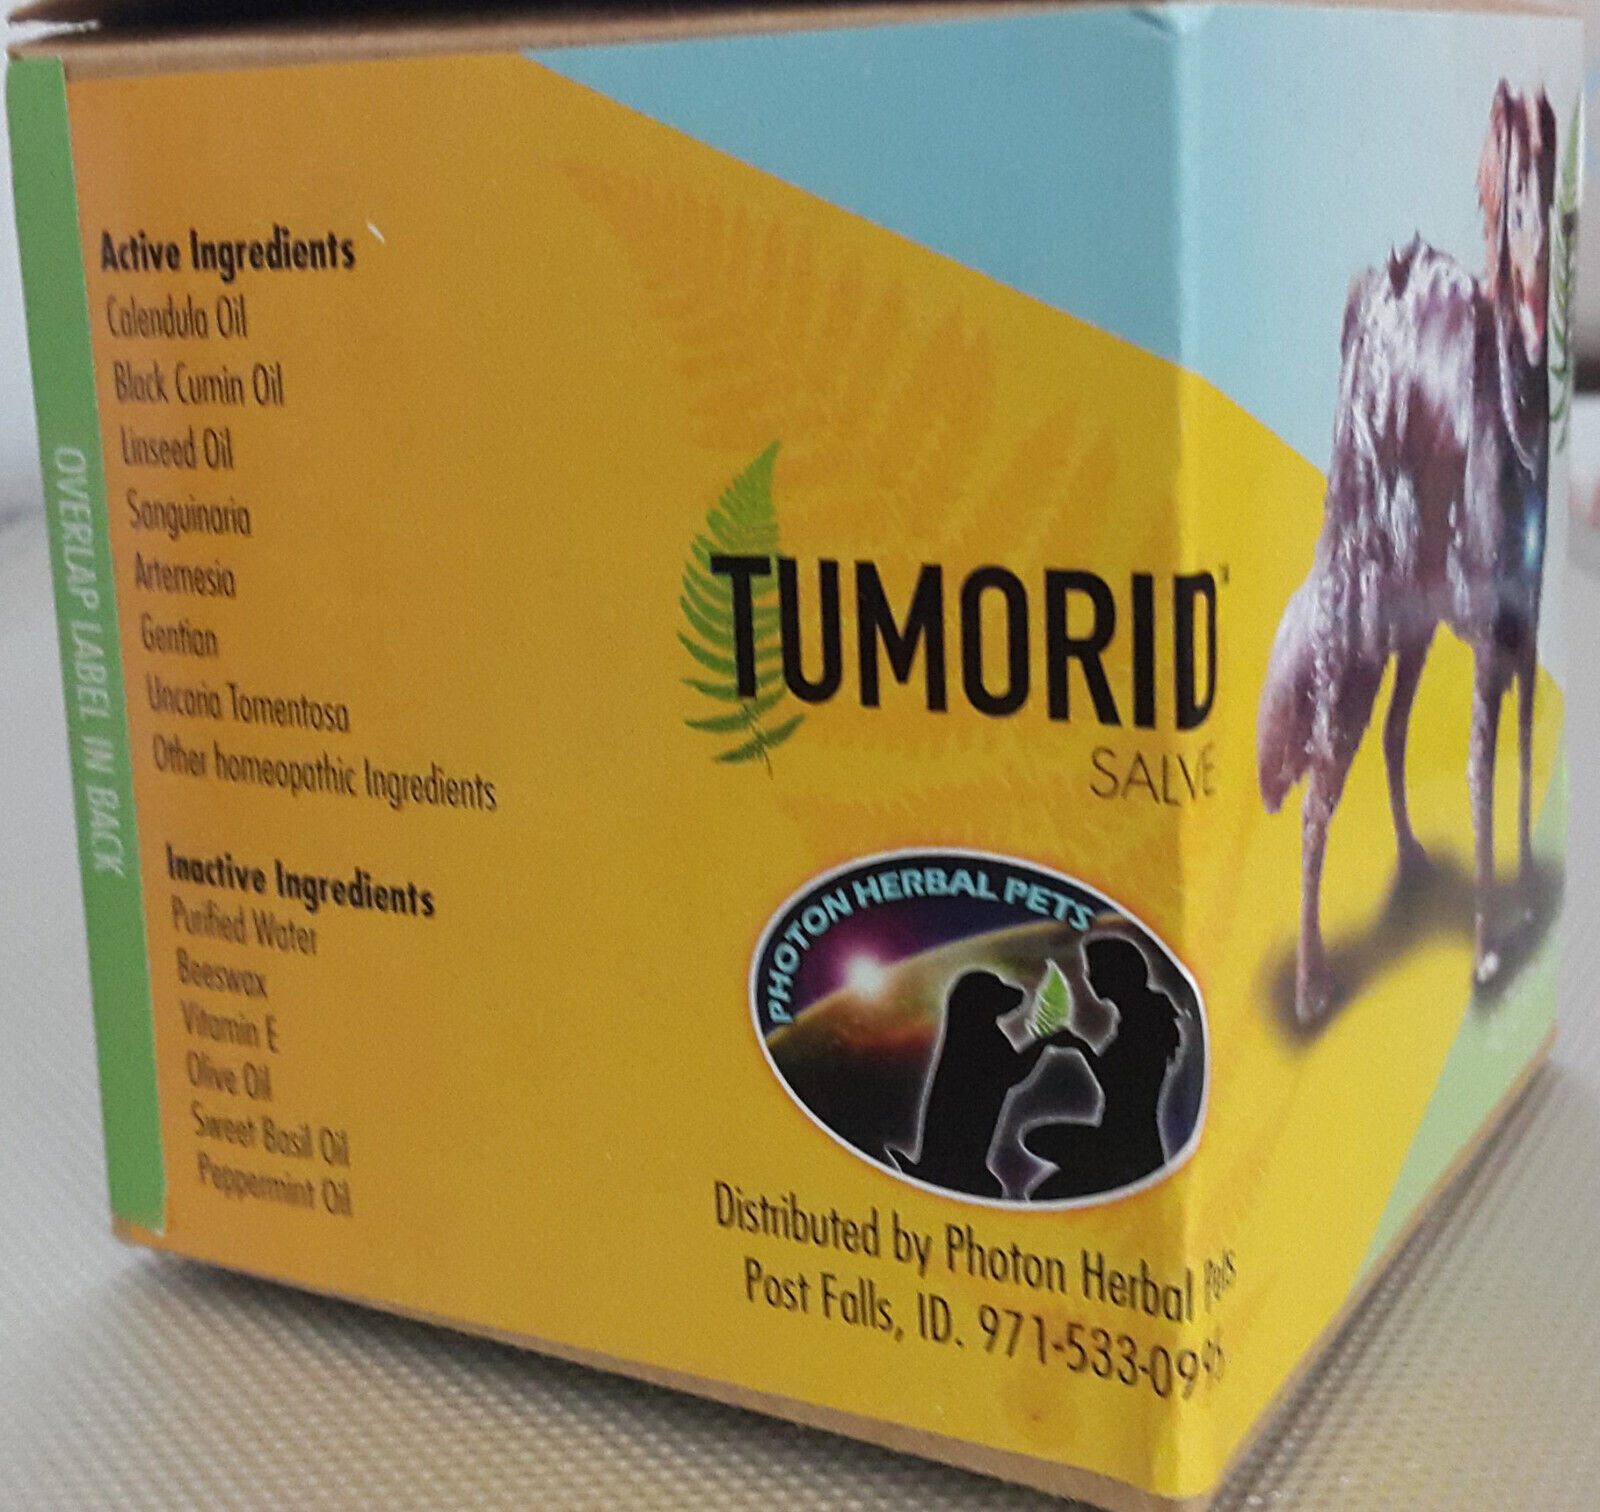 OVERLAP LABEL IN BACK
Active Ingredients
Calendula Oil
Black Cumin Oil
Linseed Oil
Sanguinaria
Artemesia
Gentian
Uncaria Tomentosa
Other homeopathic Ingredients
Inactive Ingredients
Purified Water
Beeswax
Vitamin E
Olive Oil
Sweet Basil Oil
Peppermint Oil
TUMORID
SALVE
PHOTON HERBAL PETS
Distributed by Photon Herbal Pets
Post Falls, ID.